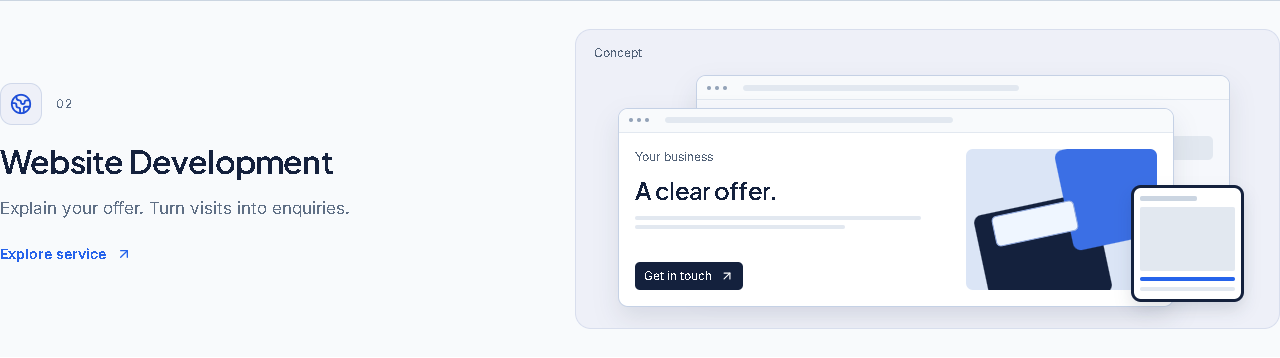 02
Website Development
Explain your offer. Turn visits into enquiries.
Explore service
Concept
Your business
A clear offer.
Get in touch